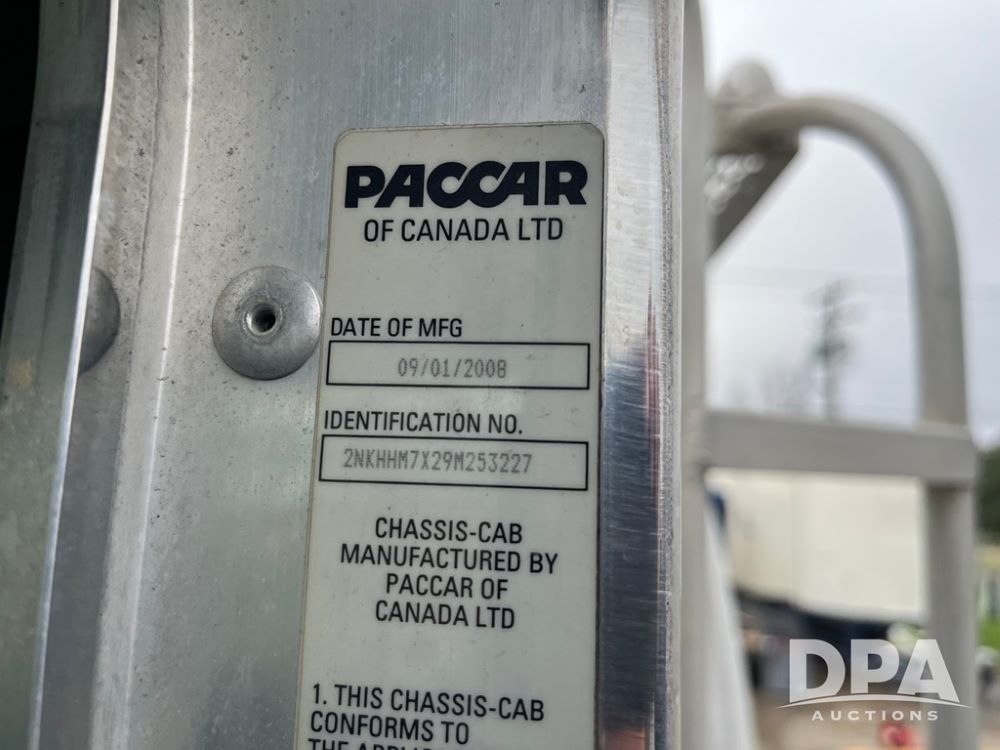 PACCAR
OF CANADA LTD
DATE OF MFG
09/01/2008
IDENTIFICATION NO.
2NKHHM7X29M253227
CHASSIS-CAB
MANUFACTURED BY
PACCAR OF
CANADA LTD
1. THIS CHASSIS-CAB
CONFORMS TO
THE
DPA
AUCTIONS